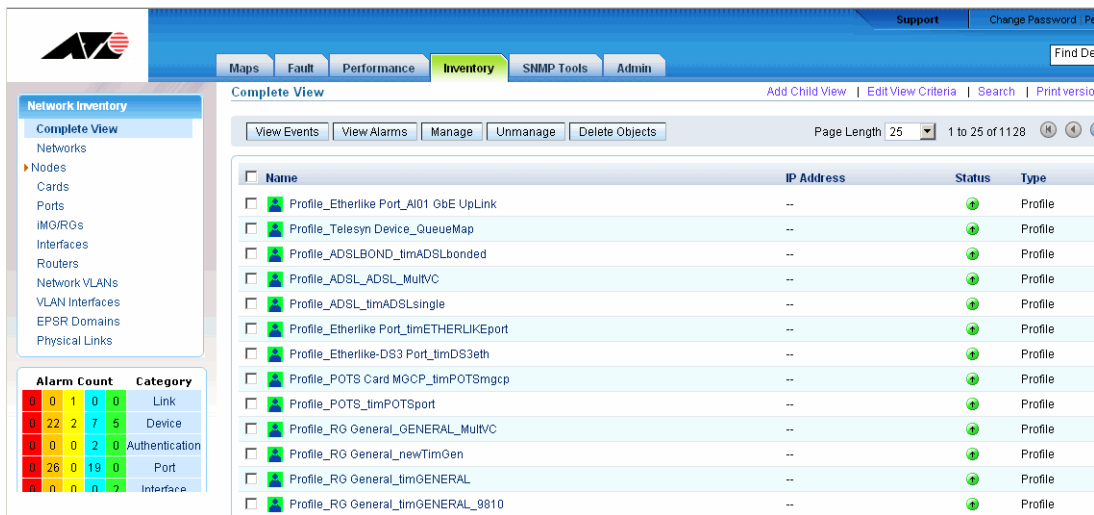 Support Change Password | Pe
Find De
Maps Fault Performance Inventory SNMP Tools Admin
Complete View Add Child View | Edit View Criteria | Search | Print versio
Network Inventory
Complete View
Networks
Nodes
Cards
Ports
iMG/RGs
Interfaces
Routers
Network VLANs
VLAN Interfaces
EPSR Domains
Physical Links
Alarm Count Category
0 0 1 0 0 Link
0 22 2 7 5 Device
0 0 0 2 0 Authentication
0 26 0 19 0 Port
0 0 0 0 2 Interface
View Events View Alarms Manage Unmanage Delete Objects Page Length 25 1 to 25 of 1128
Name IP Address Status Type
Profile_Etherlike Port_AI01 GbE UpLink -- Profile
Profile_Telesyn Device_QueueMap -- Profile
Profile_ADSLBOND_timADSLbonded -- Profile
Profile_ADSL_ADSL_MultVC -- Profile
Profile_ADSL_timADSLsingle -- Profile
Profile_Etherlike Port_timETHERLIKEport -- Profile
Profile_Etherlike-DS3 Port_timDS3eth -- Profile
Profile_POTS Card MGCP_timPOTSmgcp -- Profile
Profile_POTS_timPOTSport -- Profile
Profile_RG General_GENERAL_MultVC -- Profile
Profile_RG General_newTimGen -- Profile
Profile_RG General_timGENERAL -- Profile
Profile_RG General_timGENERAL_9810 -- Profile